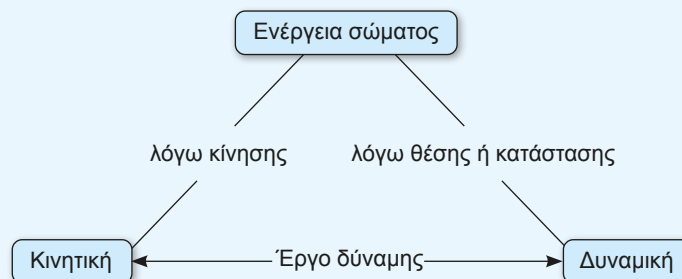 Ενέργεια σώματος
λόγω κίνησης
λόγω θέσης ή κατάστασης
Κινητική
Έργο δύναμης
Δυναμική